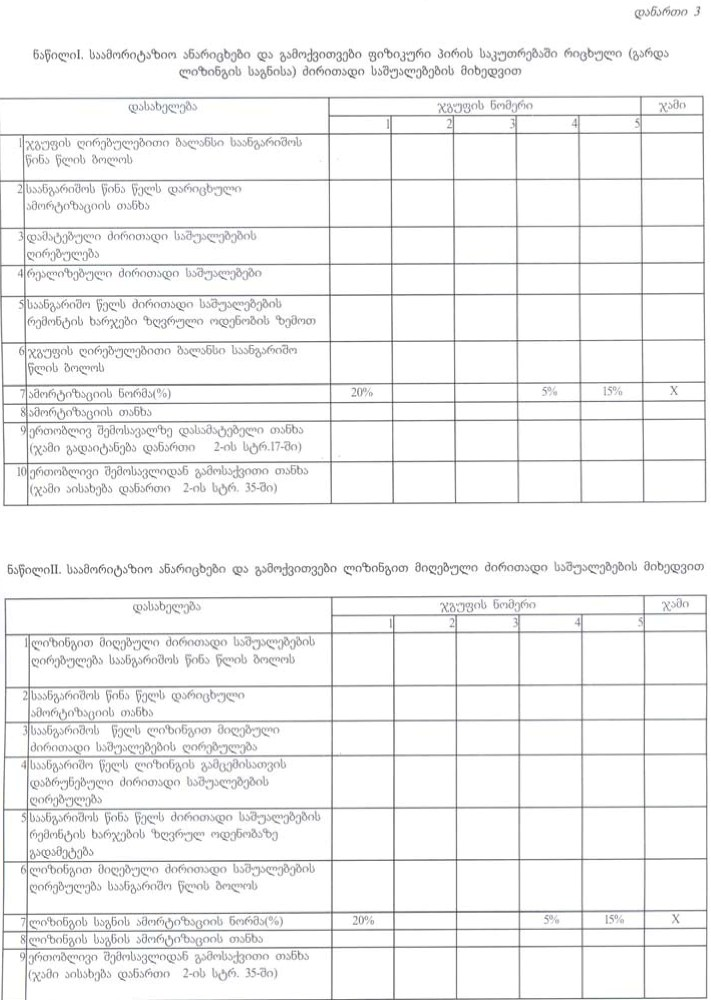 დანართი 3
ნაწილიI. საამორიტაზიო ანარიცხები და გამოქვითვები ფიზიკური პირის საკუთრებაში რიცხული (გარდა
ლიზინგის საგნისა) ძირითადი საშუალებების მიხედვით
დასახელება ჯგუფის ნომერი ჯამი
1 2 3 4 5
1 ჯგუფის ღირებულებითი ბალანსი საანგარიშოს
წინა წლის ბოლოს
2 საანგარიშოს წინა წელს დარიცხული
ამორტიზაციის თანხა
3 დამატებული ძირითადი საშუალებების
ღირებულება
4 რეალიზებული ძირითადი საშუალებები
5 საანგარიშო წელს ძირითადი საშუალებების
რემონტის ხარჯები ზღვრული ოდენობის ზემოთ
6 ჯგუფის ღირებულებითი ბალანსი საანგარიშო
წლის ბოლოს
7 ამორტიზაციის ნორმა(%) 20% 5% 15% X
8 ამორტიზაციის თანხა
9 ერთობლივ შემოსავალზე დასამატებელი თანხა
(ჯამი გადაიტანება დანართი 2-ის სტრ.17-ში)
10 ერთობლივი შემოსავლიდან გამოსაქვითი თანხა
(ჯამი აისახება დანართი 2-ის სტრ. 35-ში)
ნაწილიII. საამორიტაზიო ანარიცხები და გამოქვითვები ლიზინგით მიღებული ძირითადი საშუალებების მიხედვით
დასახელება ჯგუფის ნომერი ჯამი
1 2 3 4 5
1 ლიზინგით მიღებული ძირითადი საშუალებების
ღირებულება საანგარიშოს წინა წლის ბოლოს
2 საანგარიშოს წინა წელს დარიცხული
ამორტიზაციის თანხა
3 საანგარიშოს წელს ლიზინგით მიღებული
ძირითადი საშუალებების ღირებულება
4 საანგარიშო წელს ლიზინგის გამცემისათვის
დაბრუნებული ძირითადი საშუალებების
ღირებულება
5 საანგარიშოს წინა წელს ძირითადი საშუალებების
რემონტის ხარჯების ზღვრულ ოდენობაზე
გადამეტება
6 ლიზინგით მიღებული ძირითადი საშუალებების
ღირებულება საანგარიშო წლის ბოლოს
7 ლიზინგის საგნის ამორტიზაციის ნორმა(%) 20% 5% 15% X
8 ლიზინგის საგნის ამორტიზაციის თანხა
9 ერთობლივი შემოსავლიდან გამოსაქვითი თანხა
(ჯამი აისახება დანართი 2-ის სტრ. 35-ში)